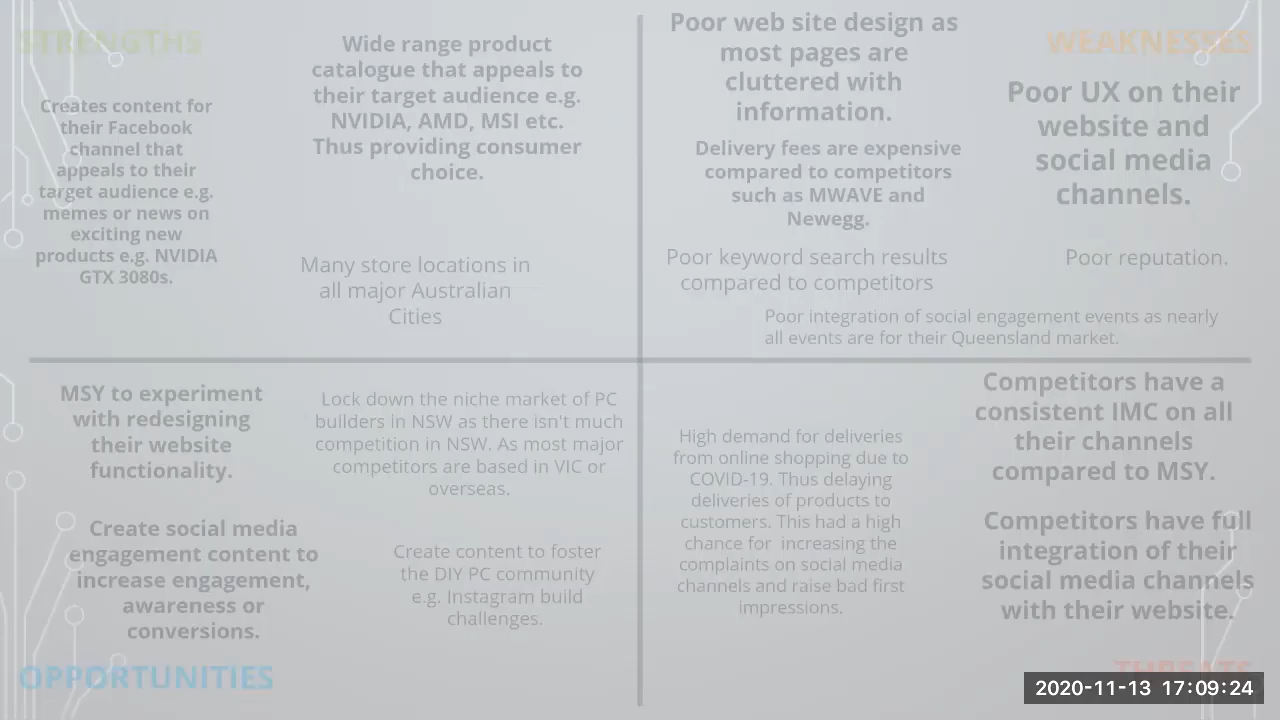 STRENGTHS
Creates content for
their Facebook
channel that
appeals to their
target audience e.g.
memes or news on
exciting new
products e.g. NVIDIA
GTX 3080s.
Wide range product
catalogue that appeals to
their target audience e.g.
NVIDIA, AMD, MSI etc.
Thus providing consumer
choice.
Many store locations in
all major Australian
Cities
WEAKNESSES
Poor web site design as
most pages are
cluttered with
information.
Delivery fees are expensive
compared to competitors
such as MWAVE and
Newegg.
Poor UX on their
website and
social media
channels.
Poor keyword search results
compared to competitors
Poor reputation.
Poor integration of social engagement events as nearly
all events are for their Queensland market.
MSY to experiment
with redesigning
their website
functionality.
Lock down the niche market of PC
builders in NSW as there isn't much
competition in NSW. As most major
competitors are based in VIC or
overseas.
Create social media
engagement content to
increase engagement,
awareness or
conversions.
Create content to foster
the DIY PC community
e.g. Instagram build
challenges.
OPPORTUNITIES
High demand for deliveries
from online shopping due to
COVID-19. Thus delaying
deliveries of products to
customers. This had a high
chance for increasing the
complaints on social media
channels and raise bad first
impressions.
Competitors have a
consistent IMC on all
their channels
compared to MSY.
Competitors have full
integration of their
social media channels
with their website.
THREATS
2020-11-13 17:09:24